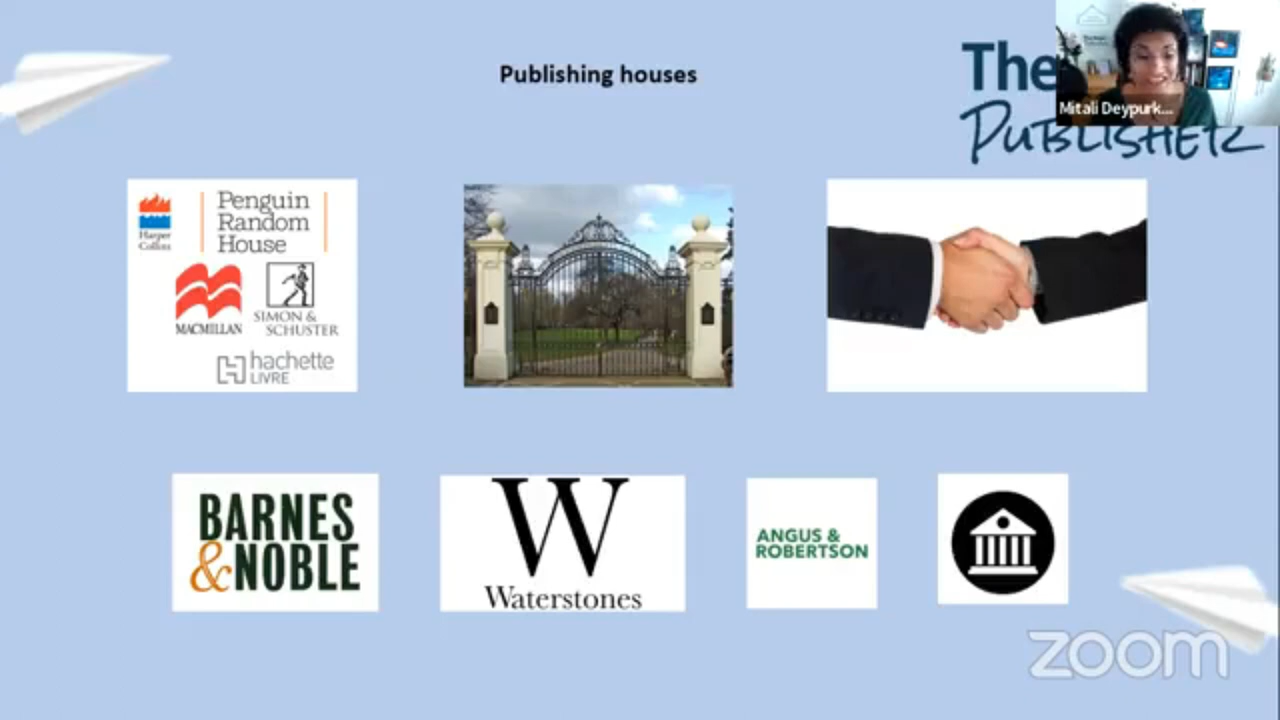 Publishing houses
The
PUBLISHER
Mitali Deypurk...
Harper
Collins
Penguin
Random
House
MACMILLAN
SIMON &
SCHUSTER
hachette
LIVRE
BARNES
&NOBLE
W
Waterstones
ANGUS &
ROBERTSON
zoom